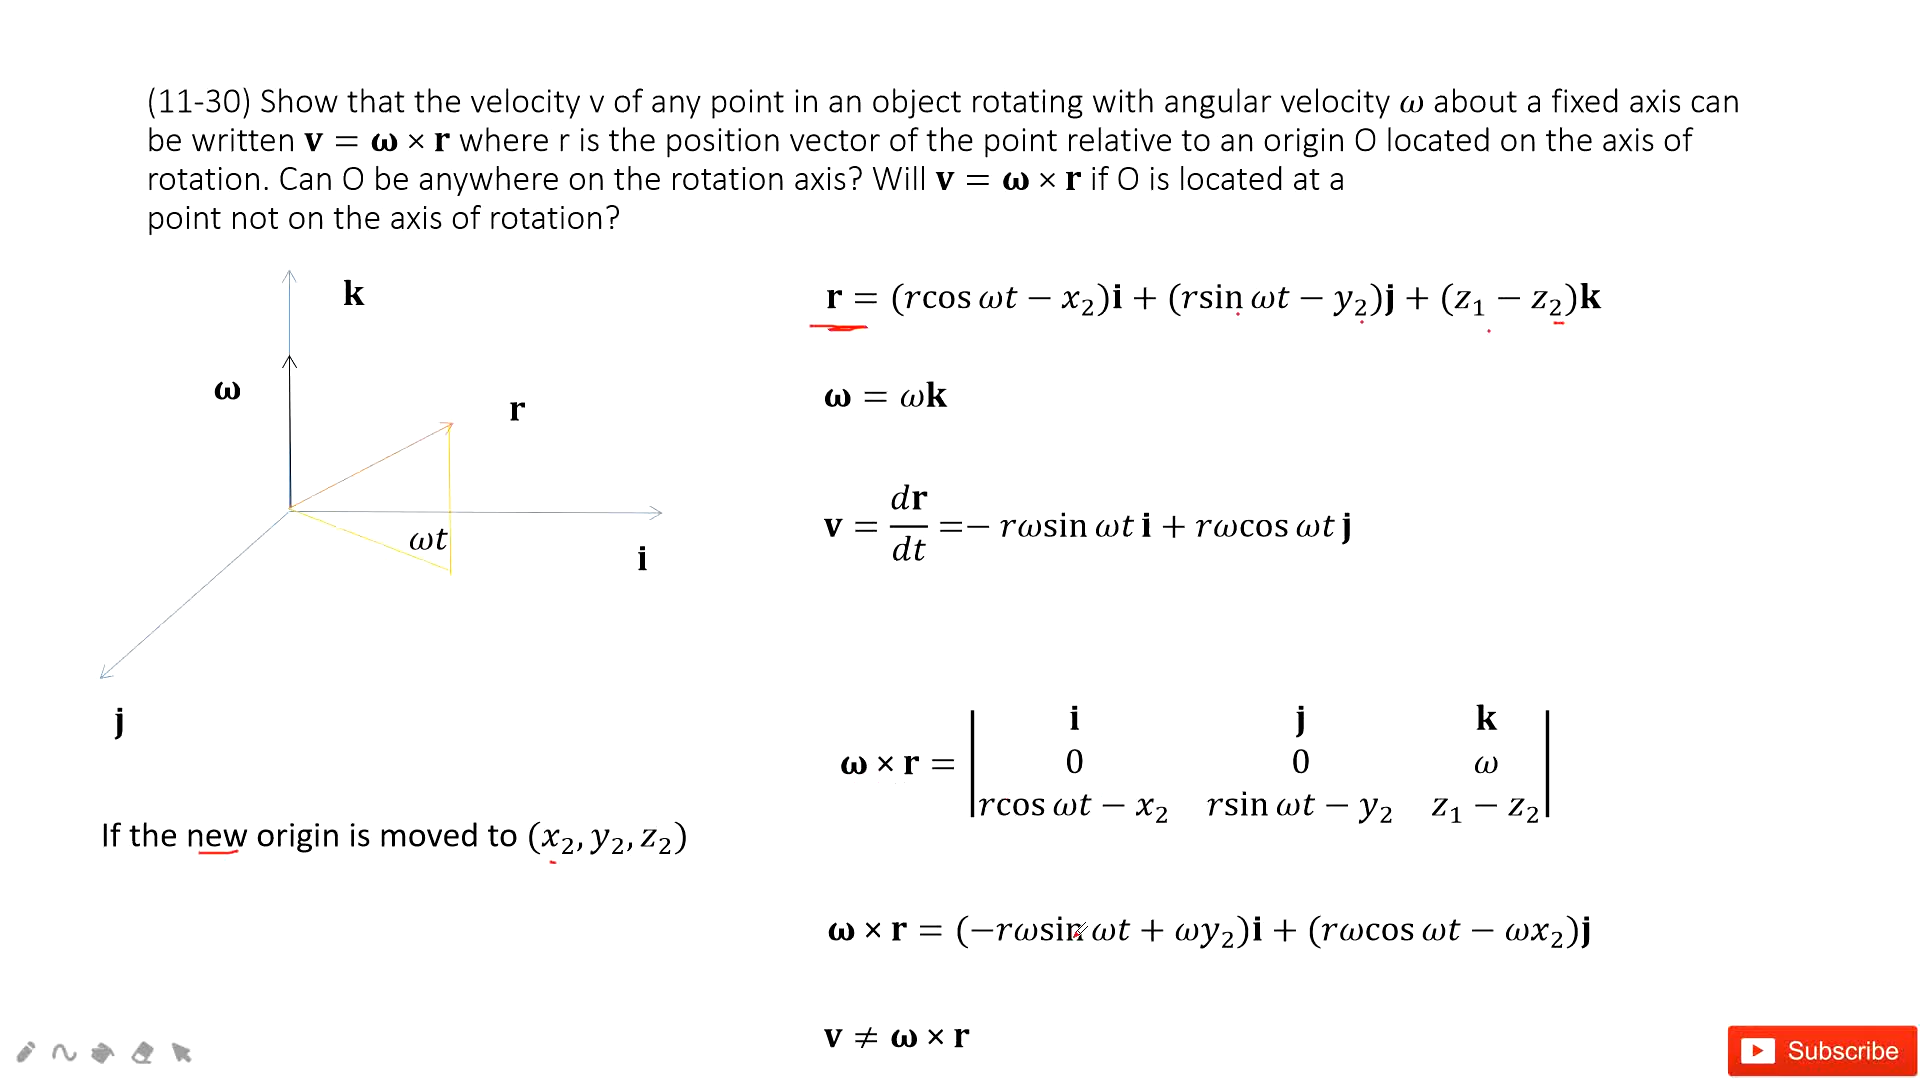 (11-30) Show that the velocity v of any point in an object rotating with angular velocity ω about a fixed axis can
be written 𝐯 = 𝛚 × 𝐫 where r is the position vector of the point relative to an origin O located on the axis of
rotation. Can O be anywhere on the rotation axis? Will 𝐯 = 𝛚 × 𝐫 if O is located at a
point not on the axis of rotation?
k
ω
r
ωt
i
j
If the new origin is moved to (x₂, y₂, z₂)
r = (rcos ωt − x₂)i + (rsin ωt − y₂)j + (z₁ − z₂)k
ω = ωk
v = dr/dt =− rωsin ωt i + rωcos ωt j
i j k
ω × r = | 0 0 ω |
rcos ωt − x₂ rsin ωt − y₂ z₁ − z₂
ω × r = (−rωsin ωt + ωy₂)i + (rωcos ωt − ωx₂)j
v ≠ ω × r
Subscribe